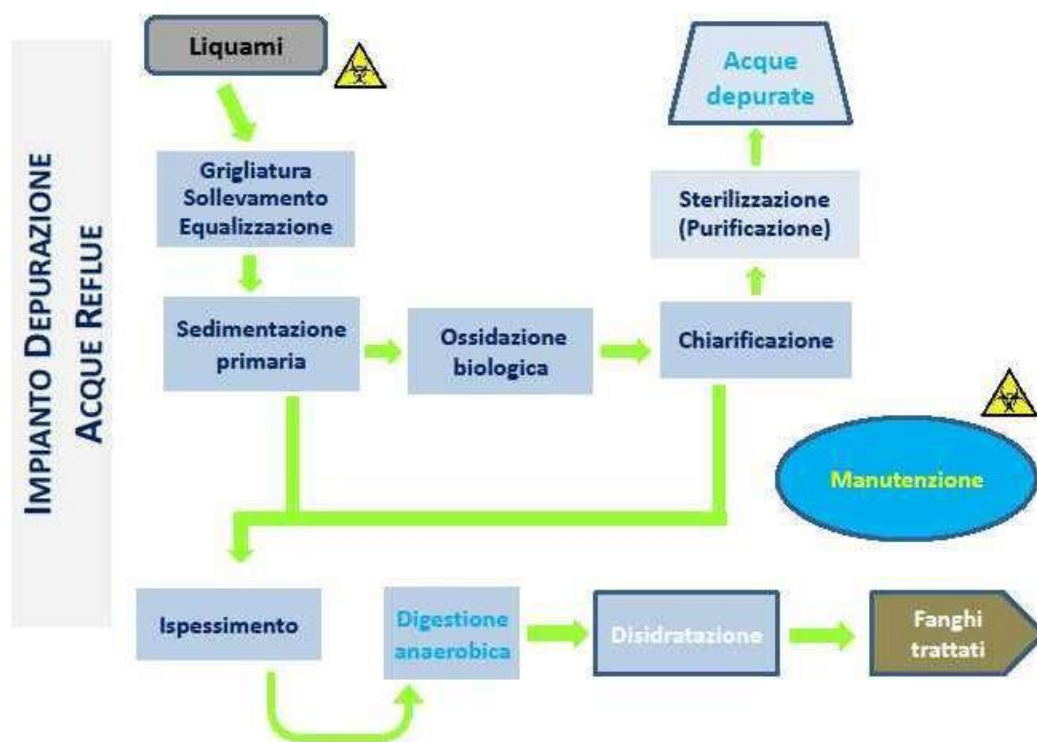 IMPIANTO DEPURAZIONE
ACQUE REFLUE
Liquami
Acque
depurate
Grigliatura
Sollevamento
Equalizzazione
Sterilizzazione
(Purificazione)
Sedimentazione
primaria
Ossidazione
biologica
Chiarificazione
Manutenzione
Ispessimento
Digestione
anaerobica
Disidratazione
Fanghi
trattati